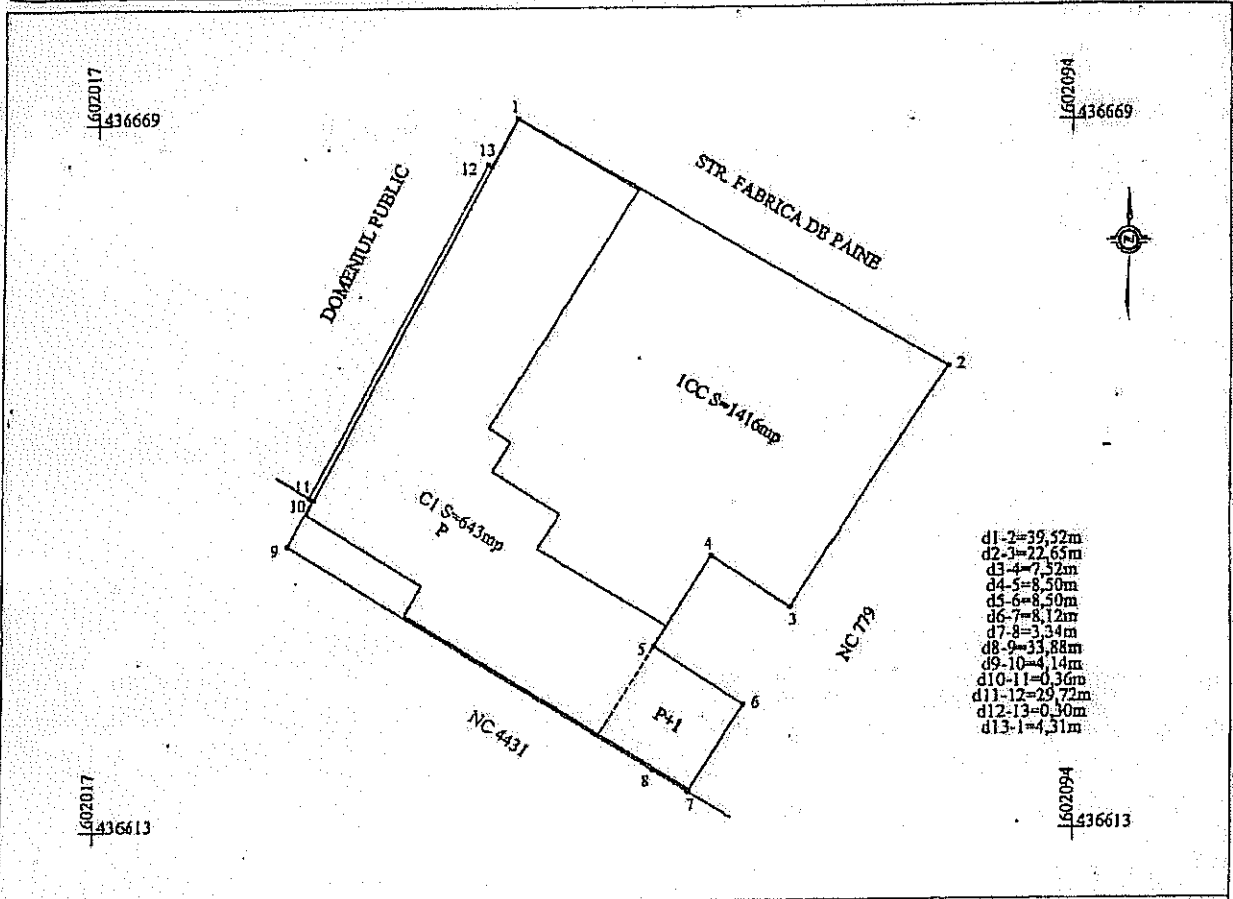 602017
436669
602094
436669
1
13
12
DOMENIUL PUBLIC
STR. FABRICA DE PAINE
N
2
1CC S=1416mp
11
10
9
C1 S=643mp
P
4
3
NC 779
5
6
P+1
NC 4431
8
7
d1-2=39,52m
d2-3=22,65m
d3-4=7,52m
d4-5=8,50m
d5-6=8,50m
d6-7=8,12m
d7-8=3,34m
d8-9=33,88m
d9-10=4,14m
d10-11=0,36m
d11-12=29,72m
d12-13=0,30m
d13-1=4,31m
602017
436613
602094
436613